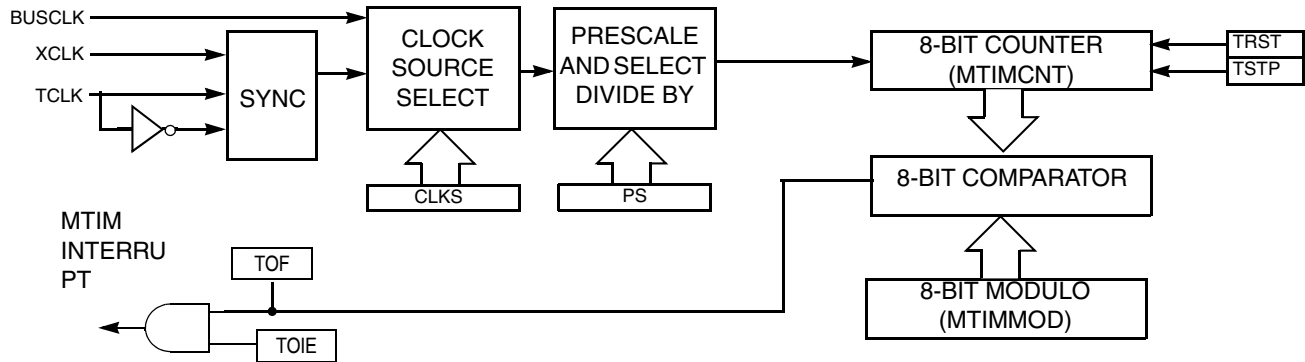 BUSCLK
XCLK
TCLK
SYNC
CLOCK
SOURCE
SELECT
CLKS
PRESCALE
AND SELECT
DIVIDE BY
PS
8-BIT COUNTER
(MTIMCNT)
TRST
TSTP
8-BIT COMPARATOR
8-BIT MODULO
(MTIMMOD)
MTIM
INTERRU
PT
TOF
TOIE